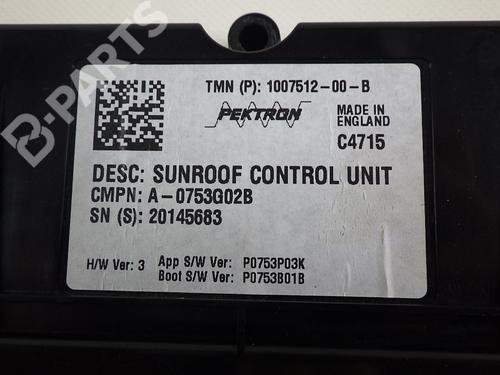 B-PARTS
TMN (P): 1007512-00-B
PEKTRON
MADE IN
ENGLAND
C4715
DESC: SUNROOF CONTROL UNIT
CMPN: A-0753G02B
SN (S): 20145683
H/W Ver: 3 App S/W Ver: P0753P03K
Boot S/W Ver: P0753B01B